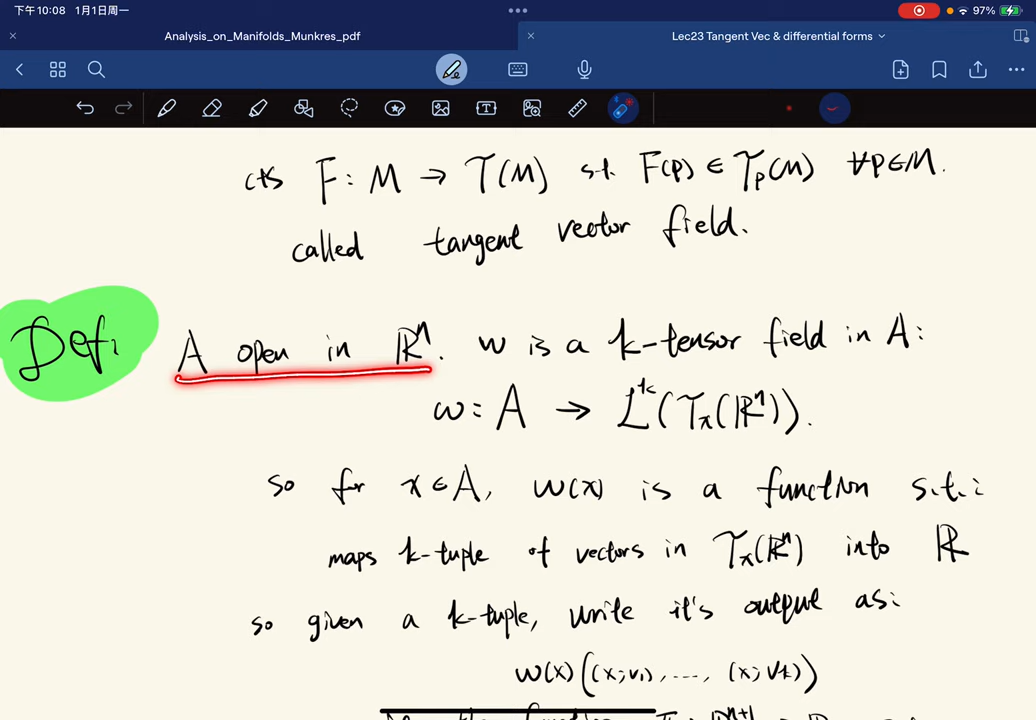 下午10:08 1月1日周一
97%
Analysis_on_Manifolds_Munkres_pdf
Lec23 Tangent Vec & differential forms
cts F: M → T(M) s.t. F(p) ∈ Tp(M) ∀p∈M.
called tangent vector field.
Def: A open in ℝⁿ. w is a k-tensor field in A:
w: A → Lᵏ(Tx(ℝⁿ)).
so for x∈A, w(x) is a function s.t.:
maps k-tuple of vectors in Tx(ℝⁿ) into ℝ
so given a k-tuple, write it's output as:
w(x)((x;v1),...., (x;vk))